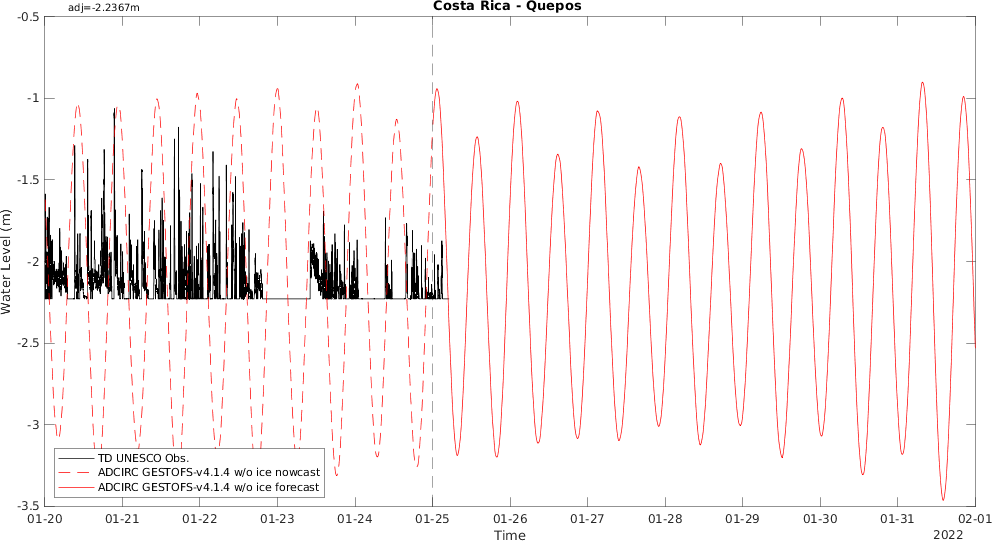 adj=-2.2367m
Costa Rica - Quepos
-0.5
-1
-1.5
-2
-2.5
-3
-3.5
Water Level (m)
TD UNESCO Obs.
ADCIRC GESTOFS-v4.1.4 w/o ice nowcast
ADCIRC GESTOFS-v4.1.4 w/o ice forecast
01-20 01-21 01-22 01-23 01-24 01-25 01-26 01-27 01-28 01-29 01-30 01-31 02-01
Time
2022